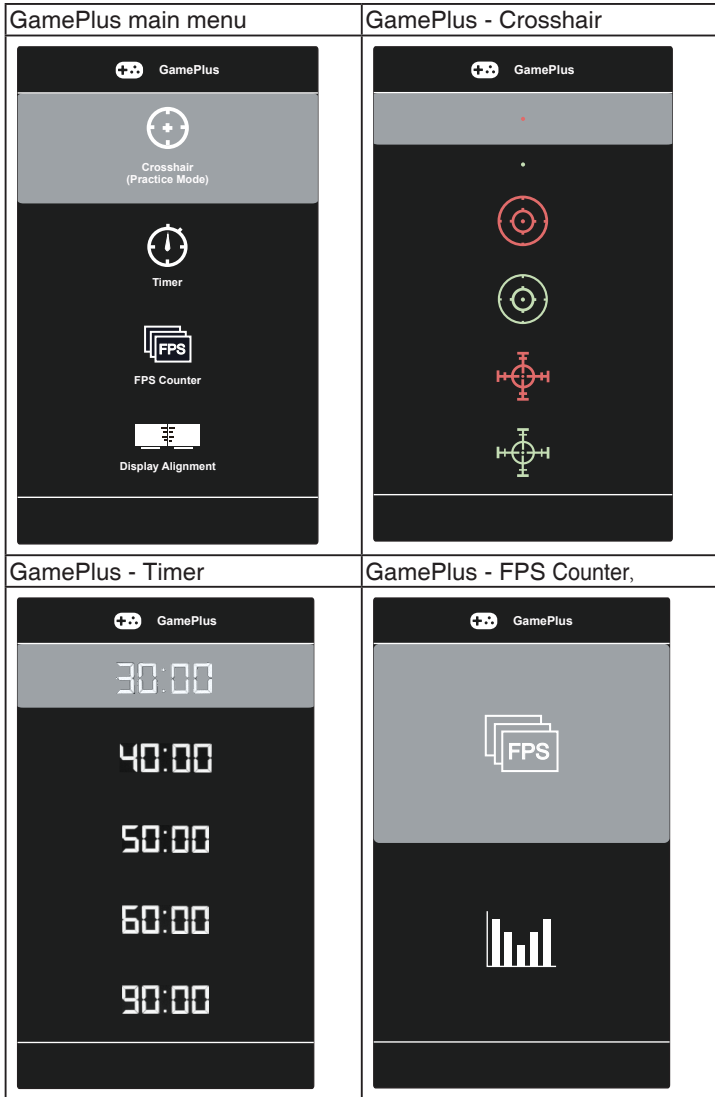 GamePlus main menu
GamePlus - Crosshair
GamePlus
Crosshair
(Practice Mode)
Timer
FPS
FPS Counter
Display Alignment
GamePlus
GamePlus - Timer
GamePlus - FPS Counter,
GamePlus
30:00
40:00
50:00
60:00
90:00
GamePlus
FPS